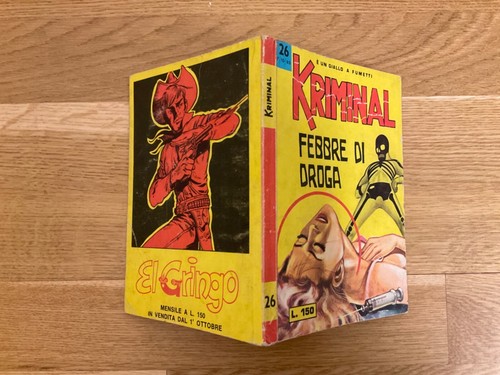 El Gringo
MENSILE A L. 150
IN VENDITA DAL 1° OTTOBRE
KRIMINAL
26
26
È UN GIALLO A FUMETTI
KRIMINAL
FEBBRE DI
DROGA
L. 150